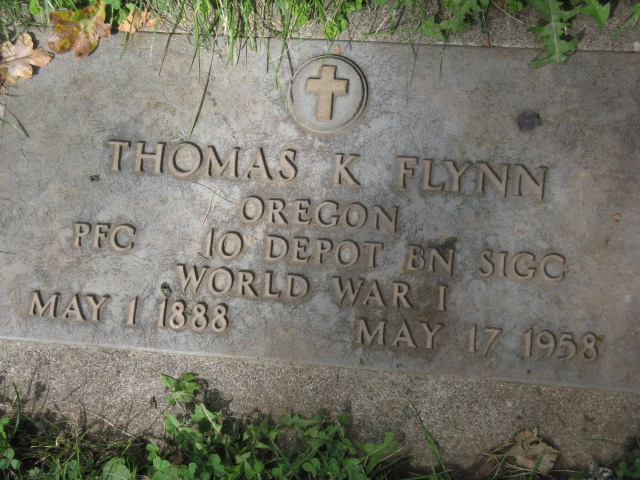 THOMAS K FLYNN
OREGON
PFC 10 DEPOT BN SIGC
WORLD WAR I
MAY 1 1888 MAY 17 1958